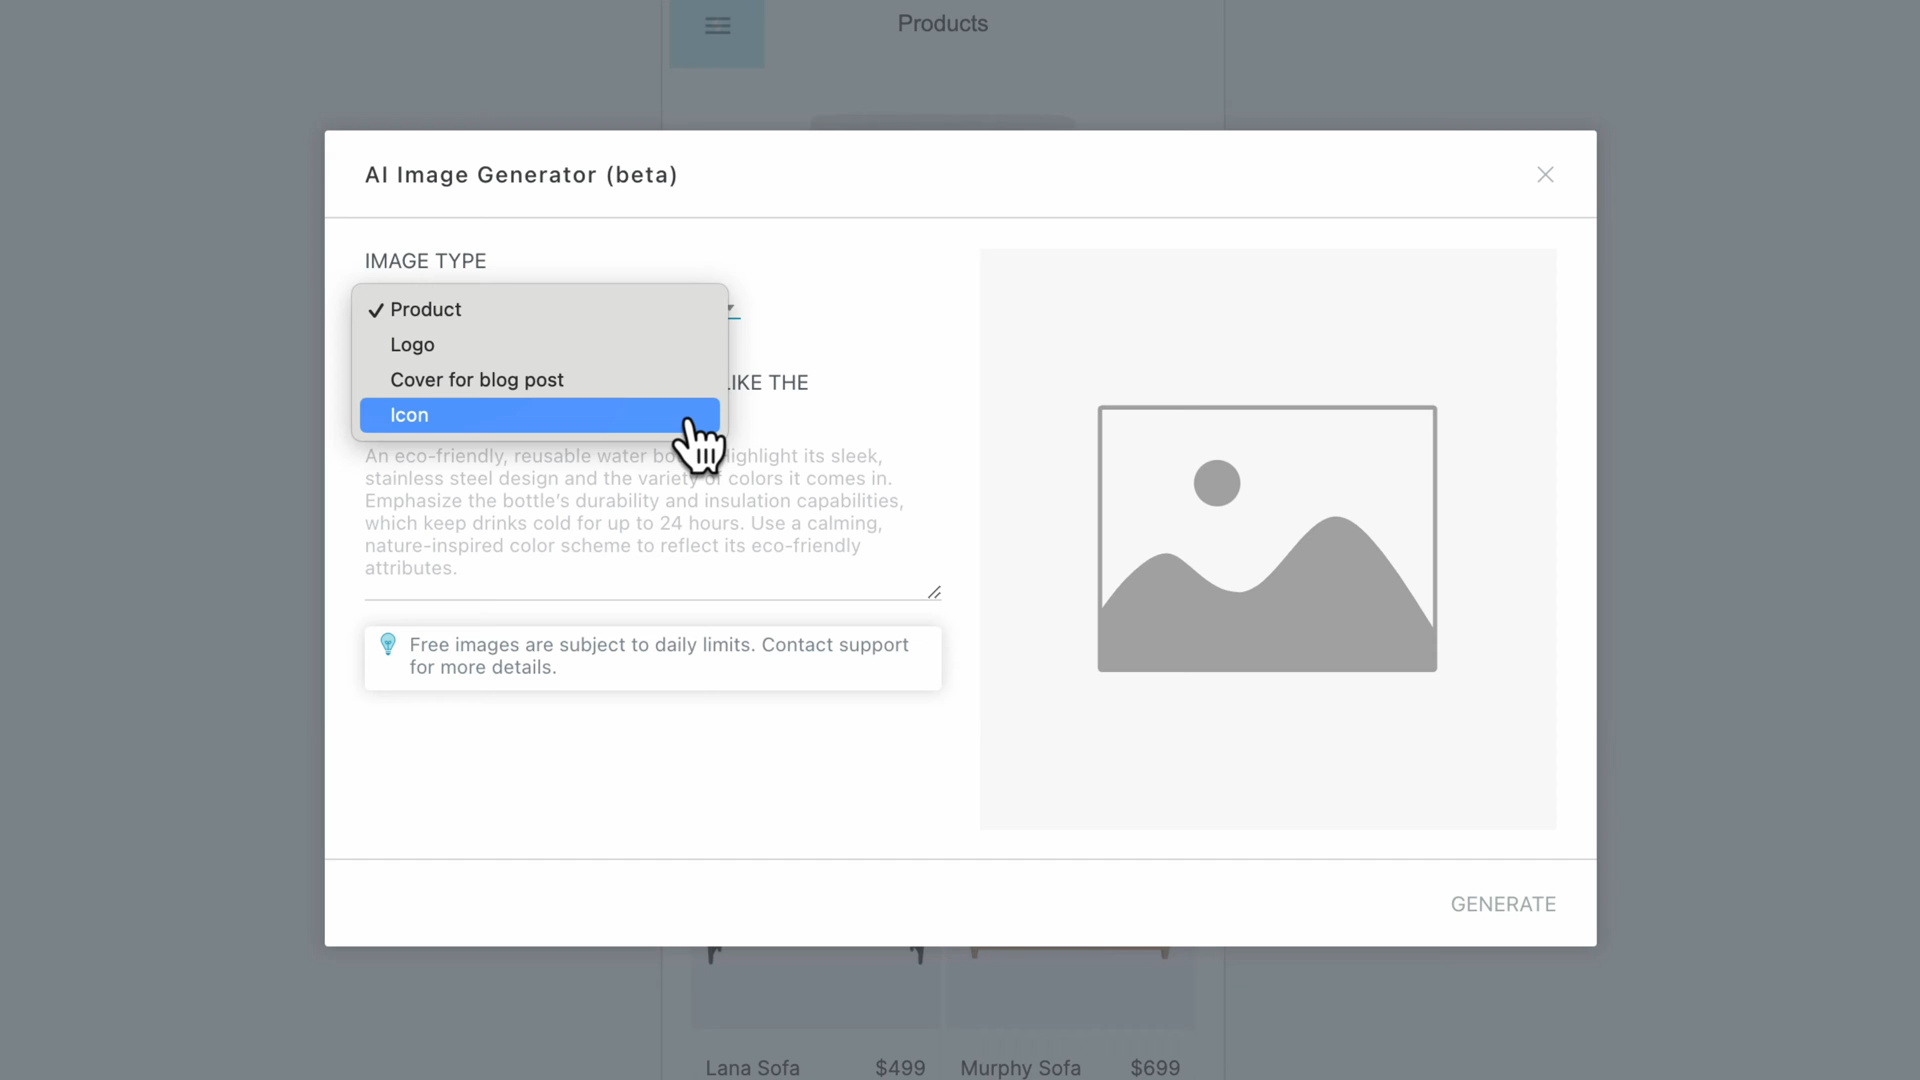 Products
AI Image Generator (beta)
IMAGE TYPE
Product
Logo
Cover for blog post
LIKE THE
Icon
An eco-friendly, reusable water ighlight its sleek,
stainless steel design and the variety of colors it comes in.
Emphasize the bottle's durability and insulation capabilities,
which keep drinks cold for up to 24 hours. Use a calming,
nature-inspired color scheme to reflect its eco-friendly
attributes.
Free images are subject to daily limits. Contact support
for more details.
GENERATE
Lana Sofa $499 Murphy Sofa $699